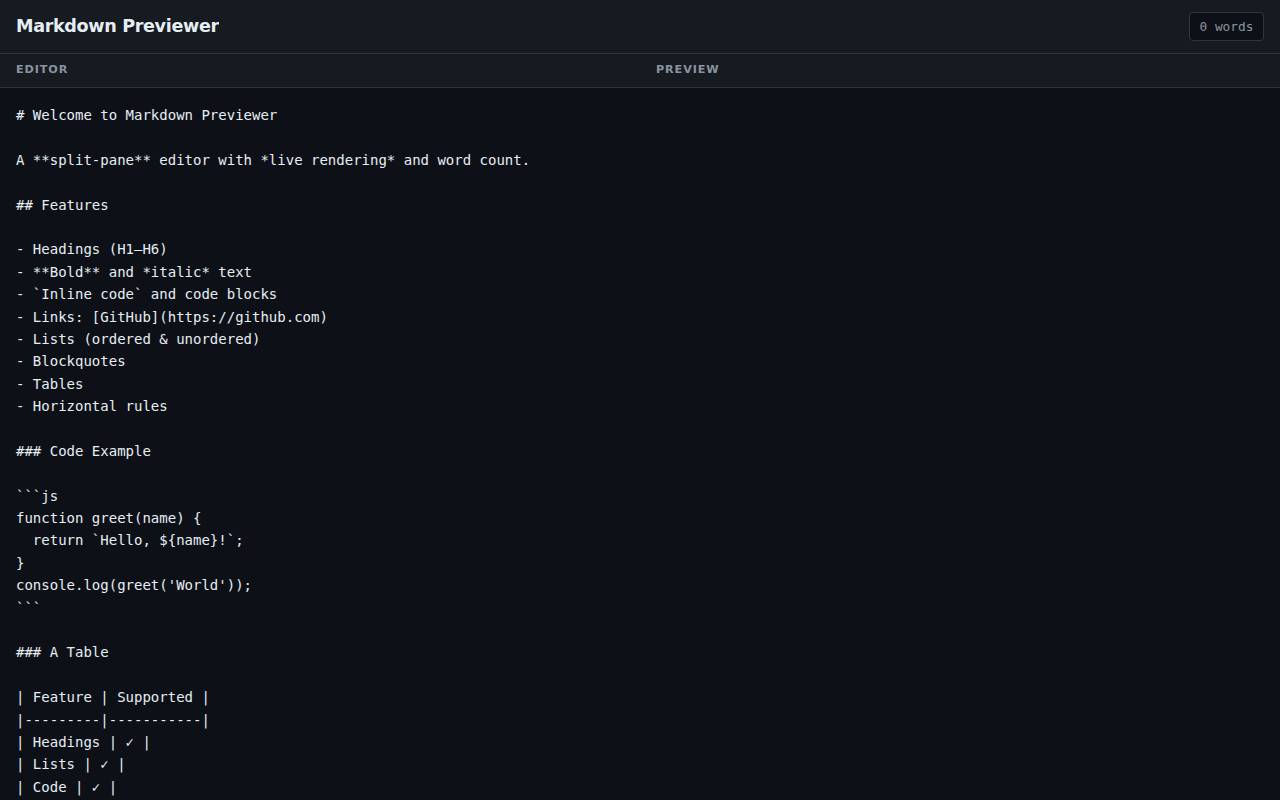 Markdown Previewer
0 words
EDITOR
PREVIEW
# Welcome to Markdown Previewer
A **split-pane** editor with *live rendering* and word count.
## Features
- Headings (H1–H6)
- **Bold** and *italic* text
- `Inline code` and code blocks
- Links: [GitHub](https://github.com)
- Lists (ordered & unordered)
- Blockquotes
- Tables
- Horizontal rules
### Code Example
```js
function greet(name) {
  return `Hello, ${name}!`;
}
console.log(greet('World'));
```
### A Table
| Feature | Supported |
|---------|-----------|
| Headings | ✓ |
| Lists | ✓ |
| Code | ✓ |